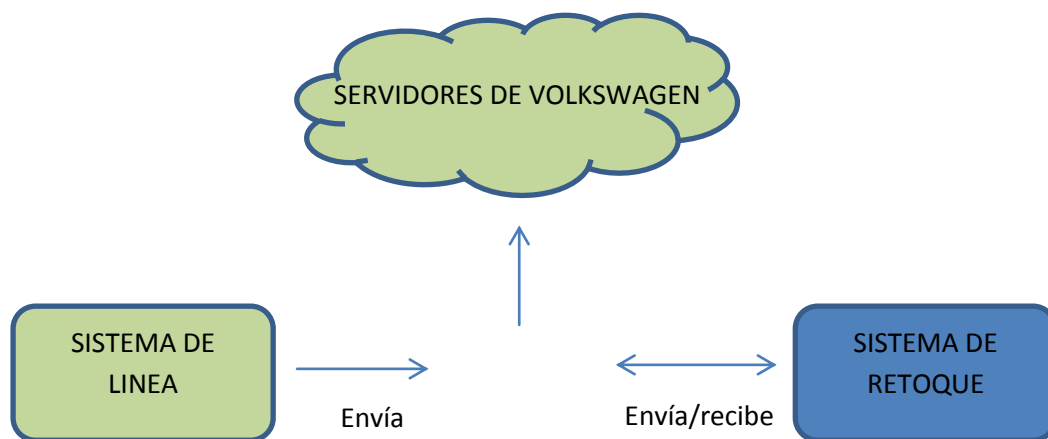 SERVIDORES DE VOLKSWAGEN
SISTEMA DE
LINEA
Envía
Envía/recibe
SISTEMA DE
RETOQUE